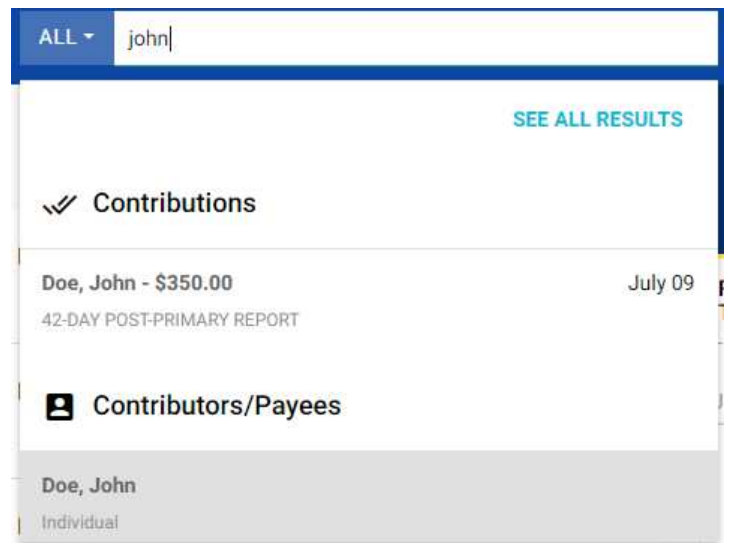 ALL
john
SEE ALL RESULTS
Contributions
Doe, John - $350.00 July 09
42-DAY POST-PRIMARY REPORT
Contributors/Payees
Doe, John
Individual